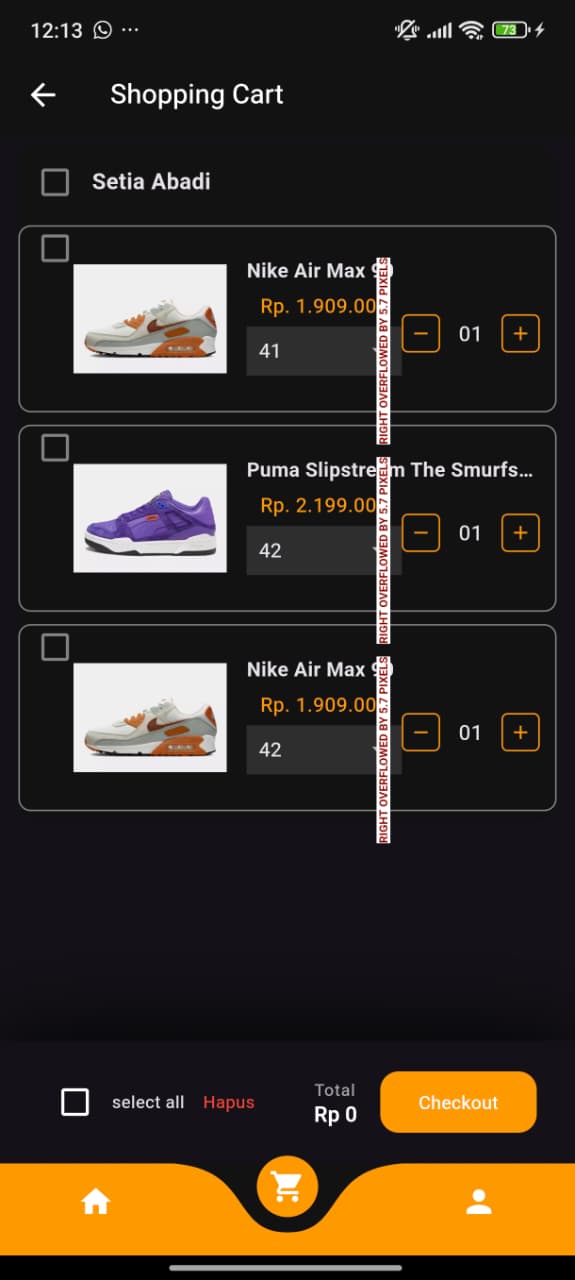 12:13
73
Shopping Cart
Setia Abadi
Nike Air Max 90
Rp. 1.909.00
41
01
RIGHT OVERFLOWED BY 5.7 PIXELS
Puma Slipstream The Smurfs...
Rp. 2.199.00
42
01
RIGHT OVERFLOWED BY 5.7 PIXELS
Nike Air Max 90
Rp. 1.909.00
42
01
RIGHT OVERFLOWED BY 5.7 PIXELS
select all Hapus
Total
Rp 0
Checkout